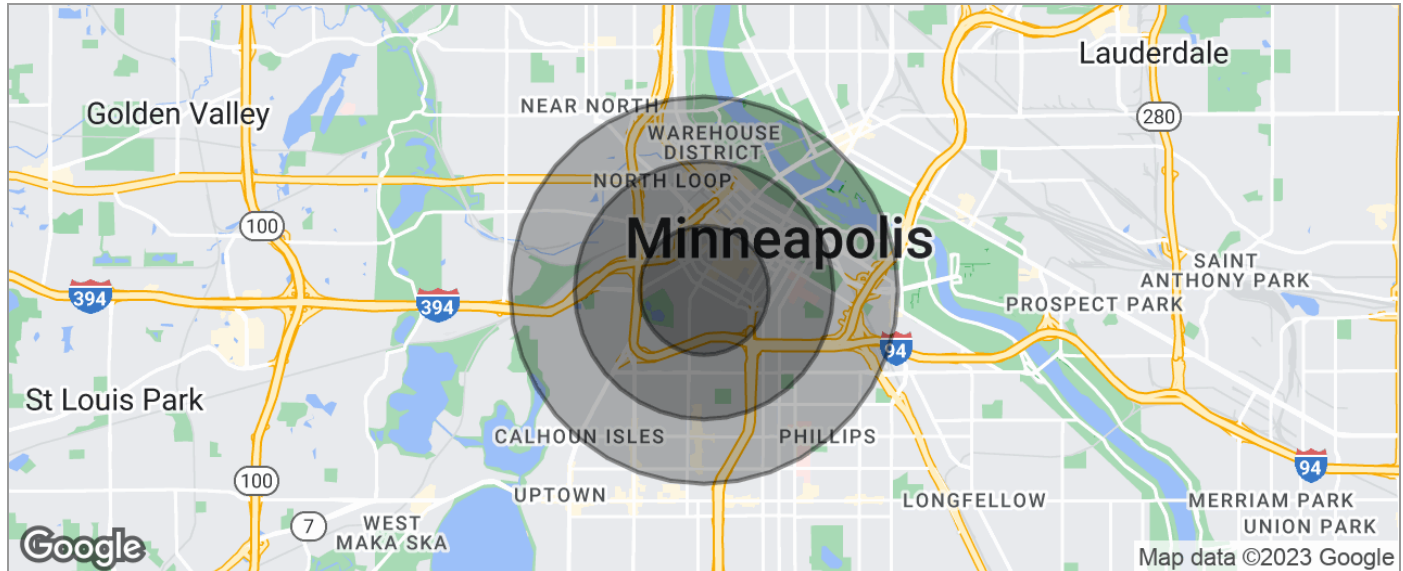 Lauderdale
Golden Valley
NEAR NORTH
280
WAREHOUSE
DISTRICT
NORTH LOOP
100
Minneapolis
SAINT
ANTHONY PARK
394
394
PROSPECT PARK
94
St Louis Park
CALHOUN ISLES
PHILLIPS
94
100
UPTOWN
LONGFELLOW
MERRIAM PARK
7
WEST
MAKA SKA
UNION PARK
Google
Map data ©2023 Google